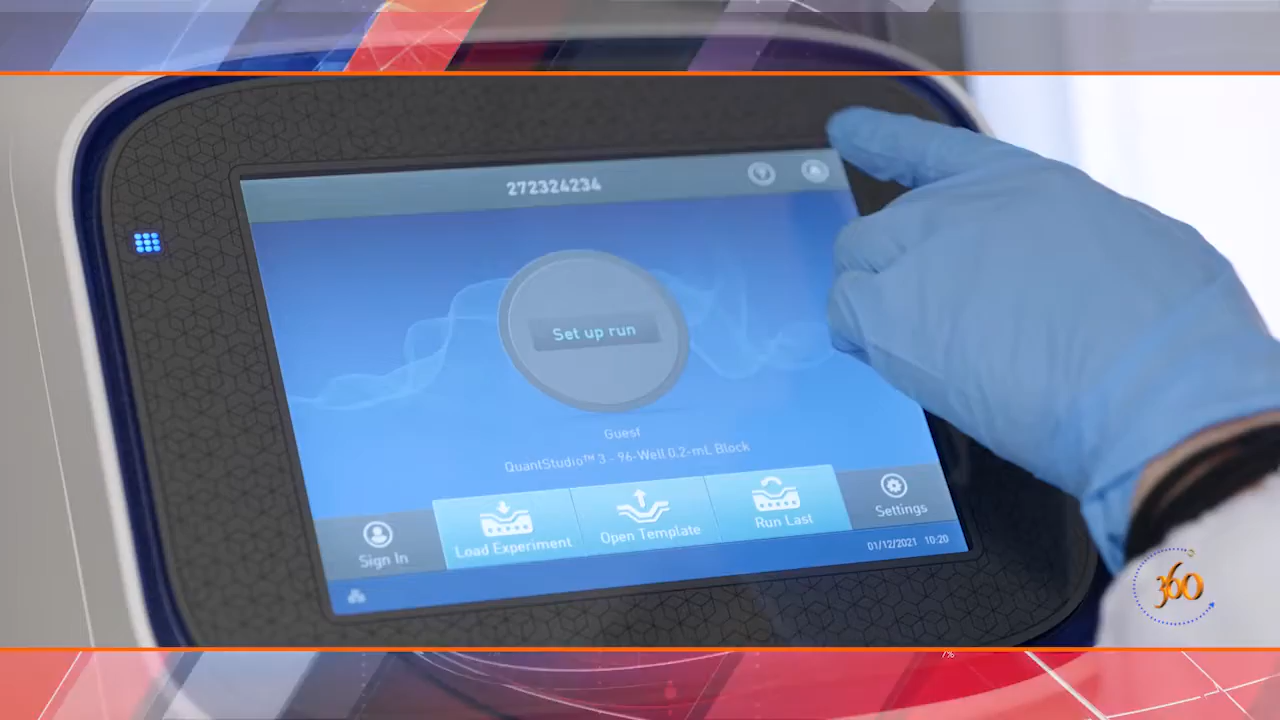 272324234
Set up run
Guest
QuantStudio™ 3 - 96-Well 0.2-mL Block
Sign In
Load Experiment
Open Template
Run Last
Settings
01/12/2021 10:20
360
7%